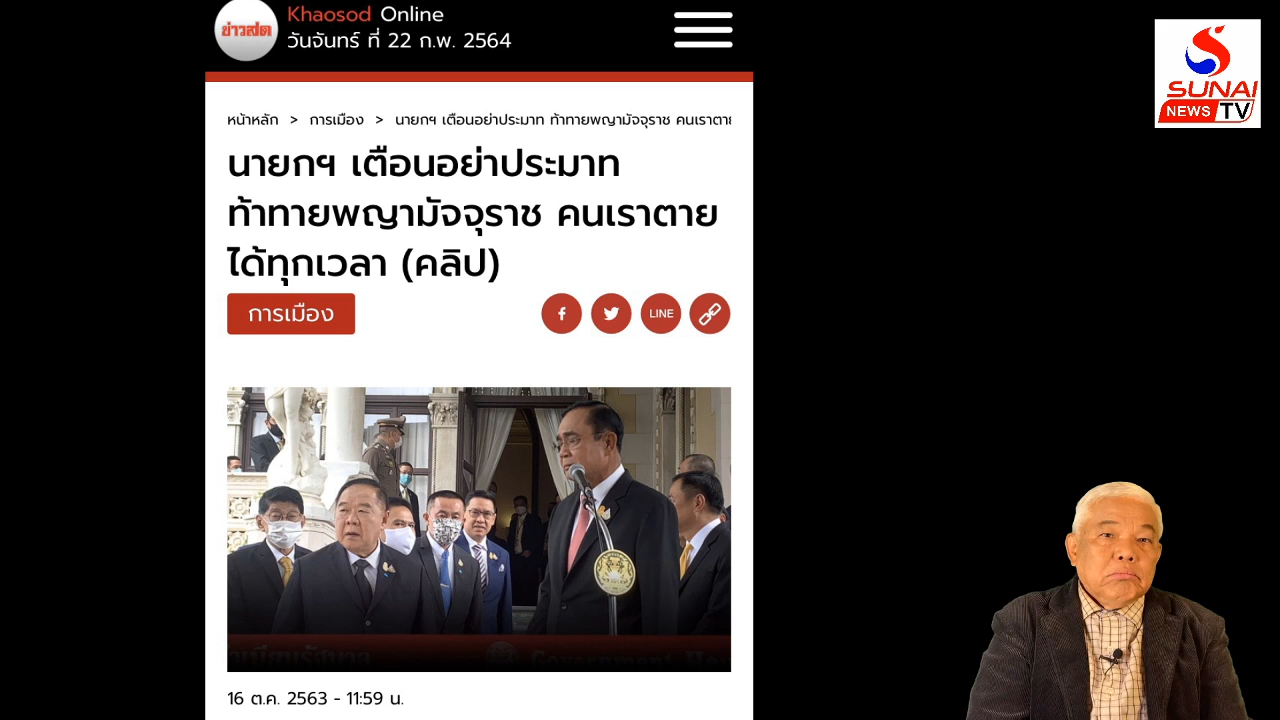 ข่าวสด
Khaosod Online
วันจันทร์ ที่ 22 ก.พ. 2564
SUNAI
NEWS TV
หน้าหลัก > การเมือง > นายกฯ เตือนอย่าประมาท ท้าทายพญามัจจุราช คนเราตาย
นายกฯ เตือนอย่าประมาท
ท้าทายพญามัจจุราช คนเราตาย
ได้ทุกเวลา (คลิป)
การเมือง
LINE
Government Ho
16 ต.ค. 2563 - 11:59 น.